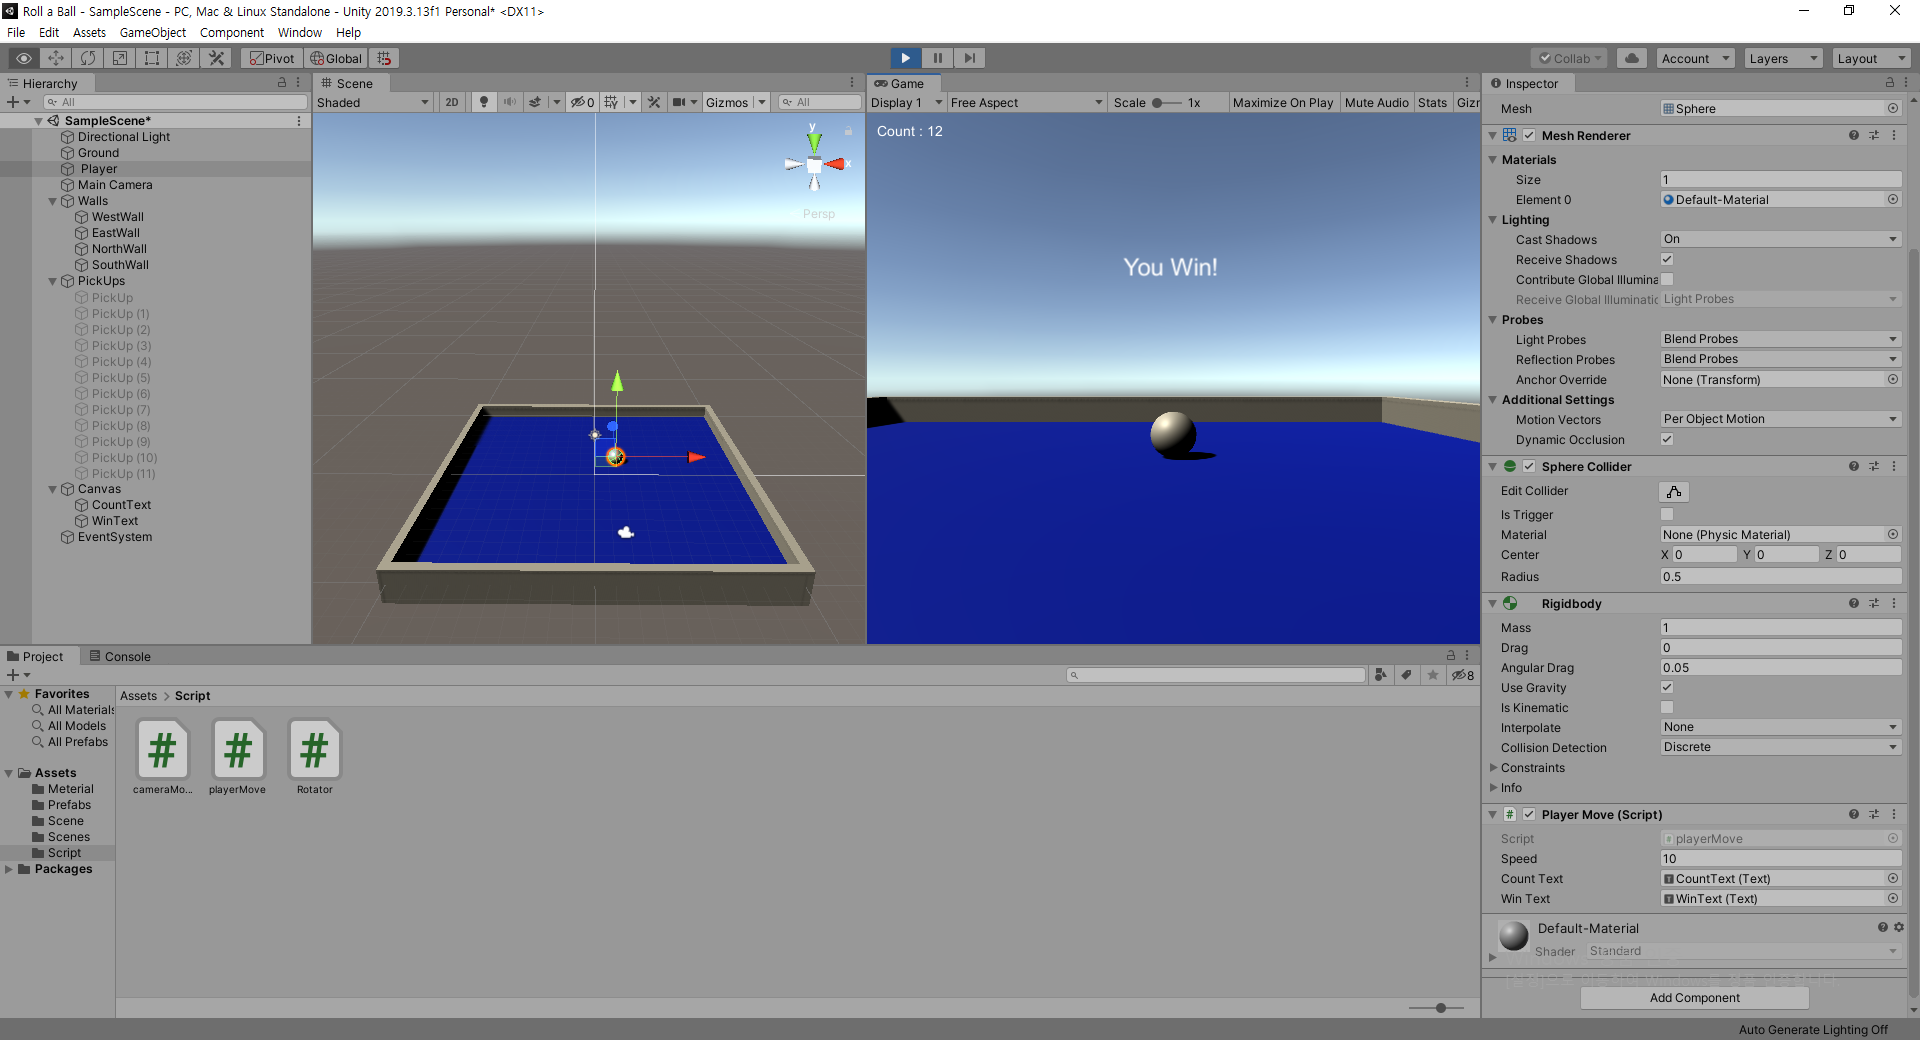 Roll a Ball - SampleScene - PC, Mac & Linux Standalone - Unity 2019.3.13f1 Personal* <DX11>
File Edit Assets GameObject Component Window Help
Pivot Global Collab Account Layers Layout
Hierarchy
All
SampleScene*
Directional Light
Ground
Player
Main Camera
Walls
WestWall
EastWall
NorthWall
SouthWall
PickUps
PickUp
PickUp (1)
PickUp (2)
PickUp (3)
PickUp (4)
PickUp (5)
PickUp (6)
PickUp (7)
PickUp (8)
PickUp (9)
PickUp (10)
PickUp (11)
Canvas
CountText
WinText
EventSystem
Scene
Shaded 2D 0 Gizmos All
y
x
Persp
Game
Display 1 Free Aspect Scale 1x Maximize On Play Mute Audio Stats Giz
Count : 12
You Win!
Inspector
Mesh Sphere
Mesh Renderer
Materials
Size 1
Element 0 Default-Material
Lighting
Cast Shadows On
Receive Shadows
Contribute Global Illumina
Receive Global Illuminatic Light Probes
Probes
Light Probes Blend Probes
Reflection Probes Blend Probes
Anchor Override None (Transform)
Additional Settings
Motion Vectors Per Object Motion
Dynamic Occlusion
Sphere Collider
Edit Collider
Is Trigger
Material None (Physic Material)
Center X 0 Y 0 Z 0
Radius 0.5
Rigidbody
Mass 1
Drag 0
Angular Drag 0.05
Use Gravity
Is Kinematic
Interpolate None
Collision Detection Discrete
Constraints
Info
Player Move (Script)
Script playerMove
Speed 10
Count Text CountText (Text)
Win Text WinText (Text)
Default-Material
Shader Standard
Add Component
Project Console
8
Favorites
All Materials
All Models
All Prefabs
Assets
Meterial
Prefabs
Scene
Scenes
Script
Packages
Assets > Script
cameraMo...
playerMove
Rotator
Auto Generate Lighting Off